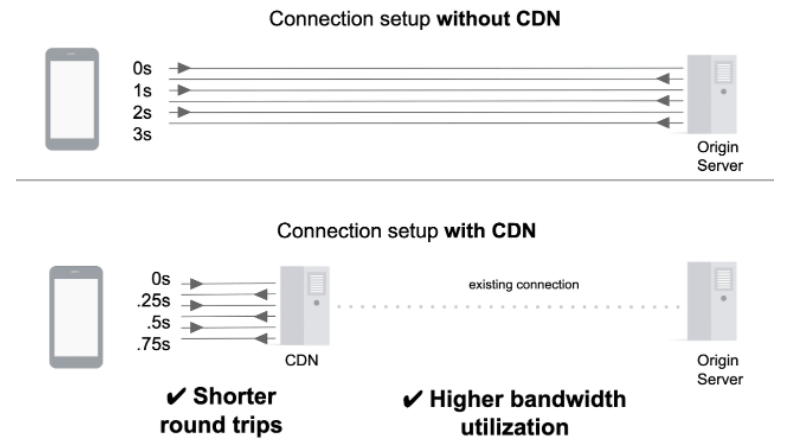 Connection setup without CDN
0s
1s
2s
3s
Origin
Server
Connection setup with CDN
0s
.25s
.5s
.75s
existing connection
CDN
Origin
Server
✔ Shorter
round trips
✔ Higher bandwidth
utilization